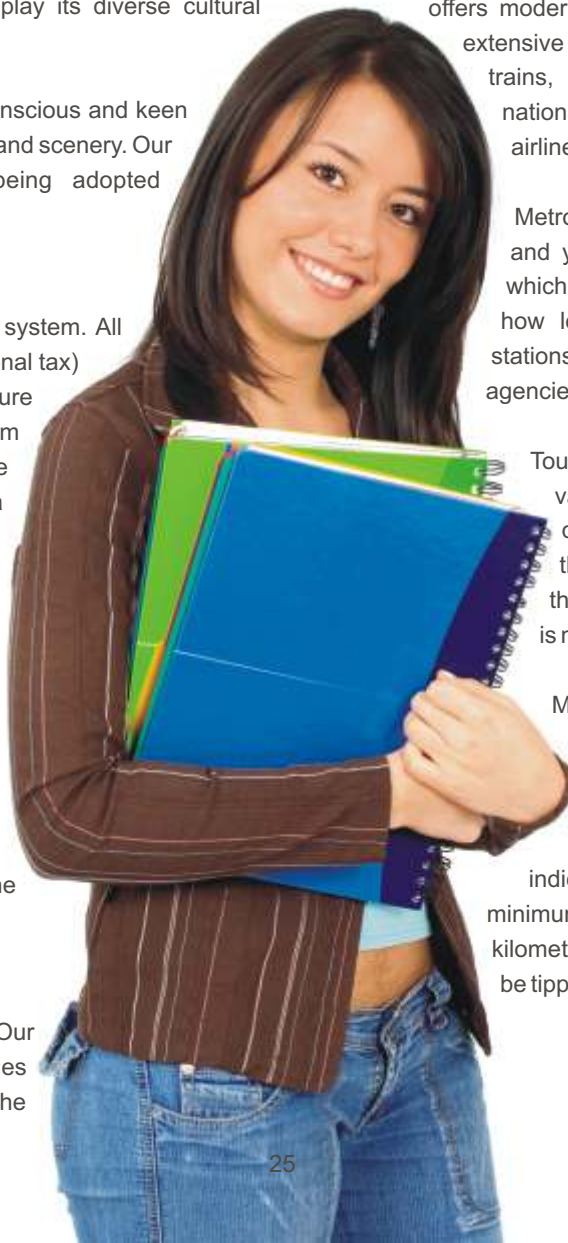 play its diverse cultural
nscious and keen
and scenery. Our
being adopted
system. All
onal tax)
ure
m
e
he
Our
es
he
offers moder
extensive
trains,
nation
airline
Metro
and y
which
how l
stations
agencie
Tou
va
c
th
th
is r
M
indi
minimum
kilomet
be tipp
25